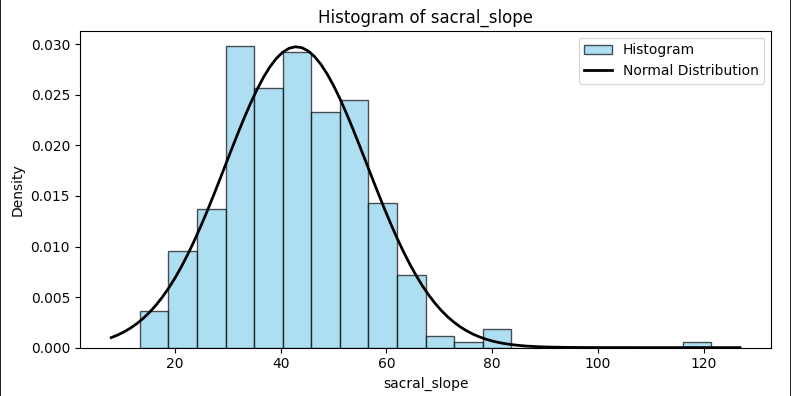 Histogram of sacral_slope
Histogram
Normal Distribution
Density
0.030
0.025
0.020
0.015
0.010
0.005
0.000
20 40 60 80 100 120
sacral_slope